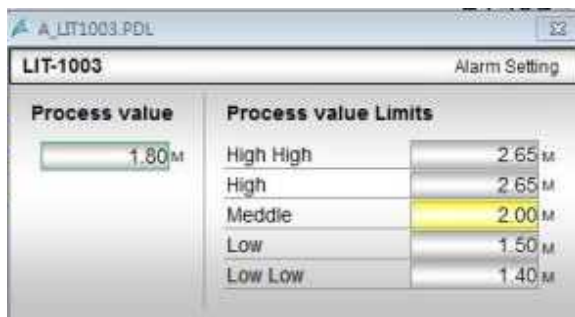 A_LIT1003.PDL
LIT-1003 Alarm Setting
Process value Process value Limits
1.80 M High High 2.65 M
High 2.65 M
Meddle 2.00 M
Low 1.50 M
Low Low 1.40 M